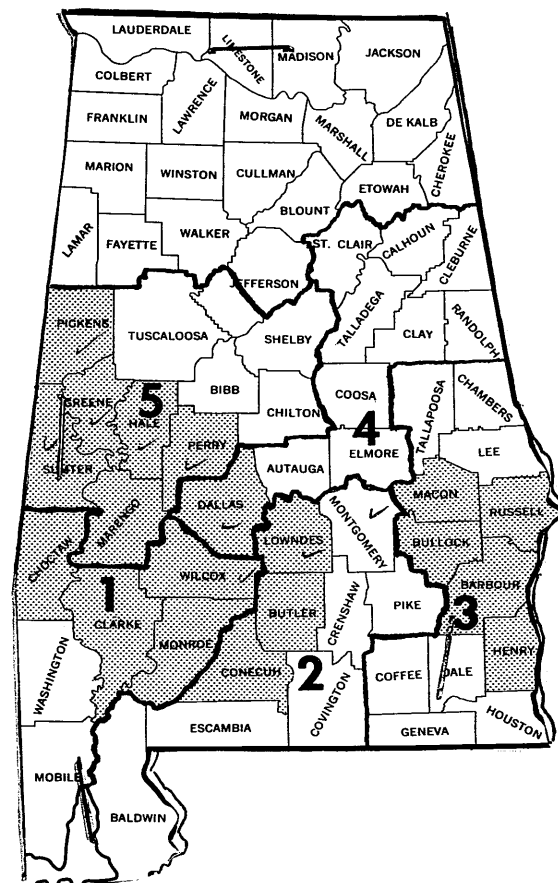 LAUDERDALE
LIMESTONE
MADISON
JACKSON
COLBERT
LAWRENCE
FRANKLIN
MORGAN
MARSHALL
DE KALB
CHEROKEE
MARION
WINSTON
CULLMAN
ETOWAH
BLOUNT
LAMAR
FAYETTE
WALKER
JEFFERSON
ST. CLAIR
CALHOUN
CLEBURNE
PICKENS
TUSCALOOSA
SHELBY
TALLADEGA
CLAY
RANDOLPH
GREENE
5
HALE
BIBB
CHILTON
COOSA
4
TALLAPOOSA
CHAMBERS
SUMTER
PERRY
AUTAUGA
ELMORE
LEE
MARENGO
DALLAS
LOWNDES
MONTGOMERY
MACON
RUSSELL
BULLOCK
CHOCTAW
1
WILCOX
CLARKE
BUTLER
CRENSHAW
PIKE
BARBOUR
3
WASHINGTON
MONROE
CONECUH
2
COVINGTON
COFFEE
DALE
HENRY
ESCAMBIA
GENEVA
HOUSTON
MOBILE
BALDWIN